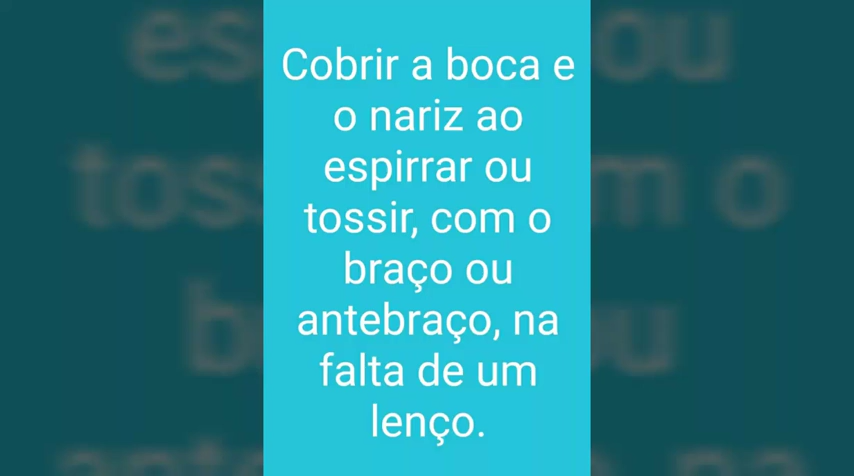 Cobrir a boca e
o nariz ao
espirrar ou
tossir, com o
braço ou
antebraço, na
falta de um
lenço.